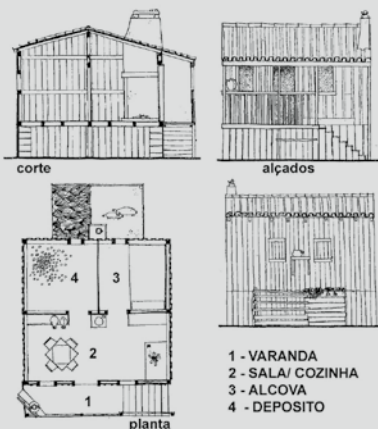 corte
alçados
4
3
2
1
planta
1 - VARANDA
2 - SALA/ COZINHA
3 - ALCOVA
4 - DEPOSITO